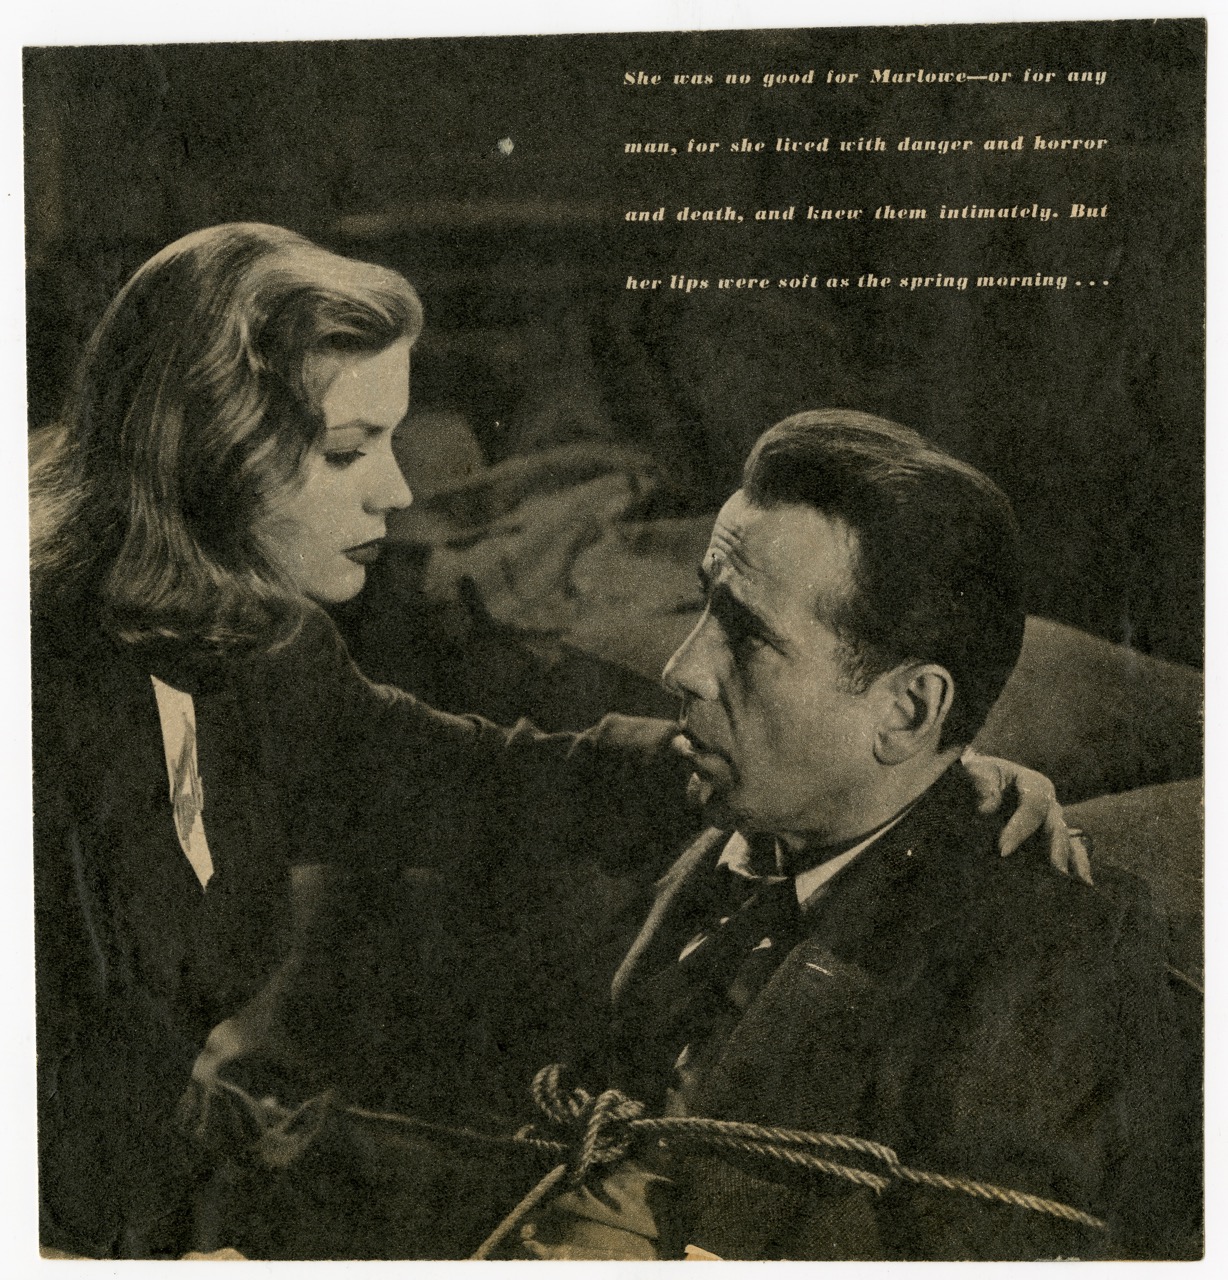 She was no good for Marlowe—or for any
man, for she lived with danger and horror
and death, and knew them intimately. But
her lips were soft as the spring morning . . .